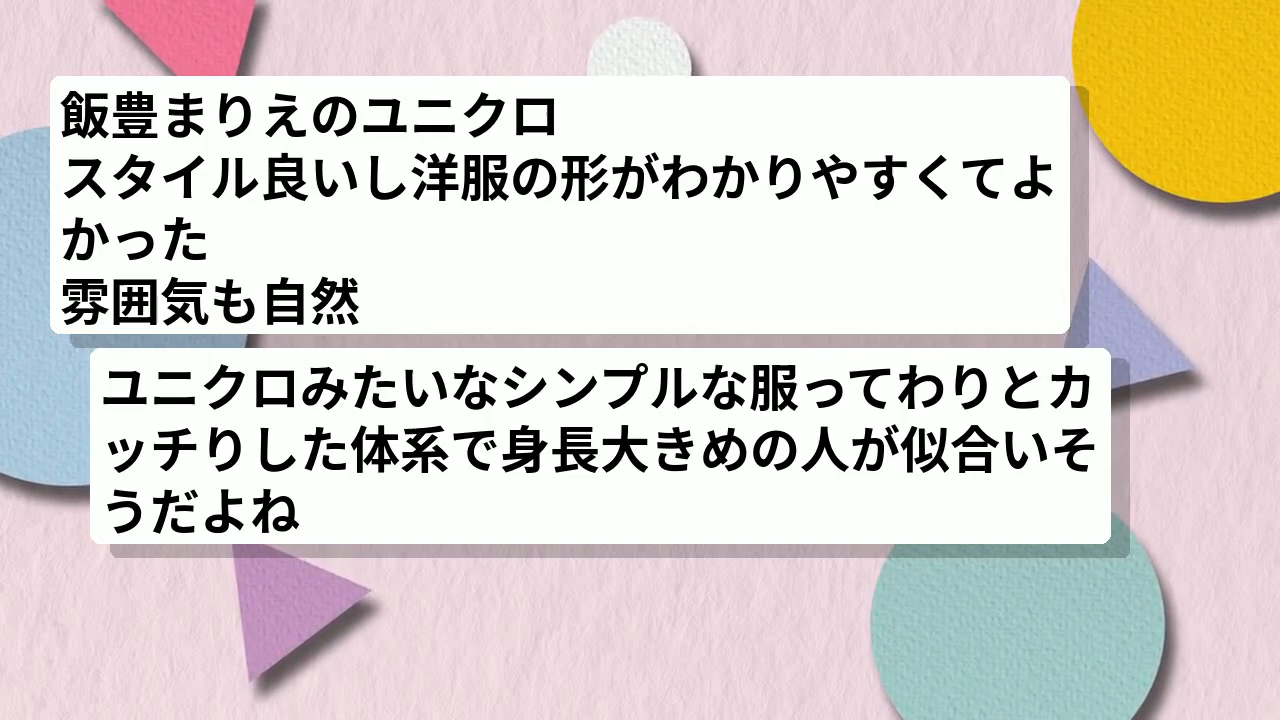 飯豊まりえのユニクロ
スタイル良いし洋服の形がわかりやすくてよ
かった
雰囲気も自然
ユニクロみたいなシンプルな服ってわりとカ
ッチりした体系で身長大きめの人が似合いそ
うだよね